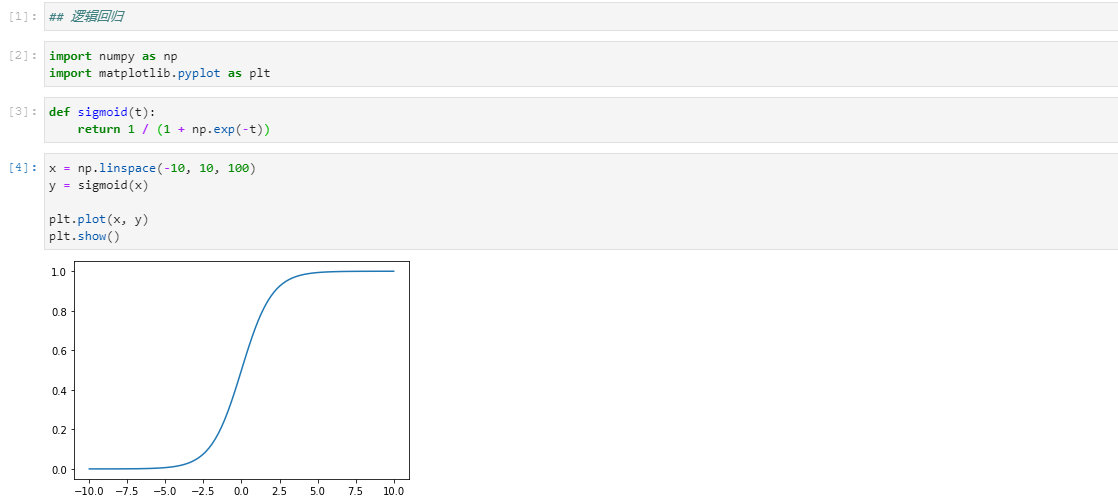 [1]: ## 逻辑回归
[2]: import numpy as np
import matplotlib.pyplot as plt
[3]: def sigmoid(t):
    return 1 / (1 + np.exp(-t))
[4]: x = np.linspace(-10, 10, 100)
y = sigmoid(x)
plt.plot(x, y)
plt.show()
1.0
0.8
0.6
0.4
0.2
0.0
−10.0 −7.5 −5.0 −2.5 0.0 2.5 5.0 7.5 10.0